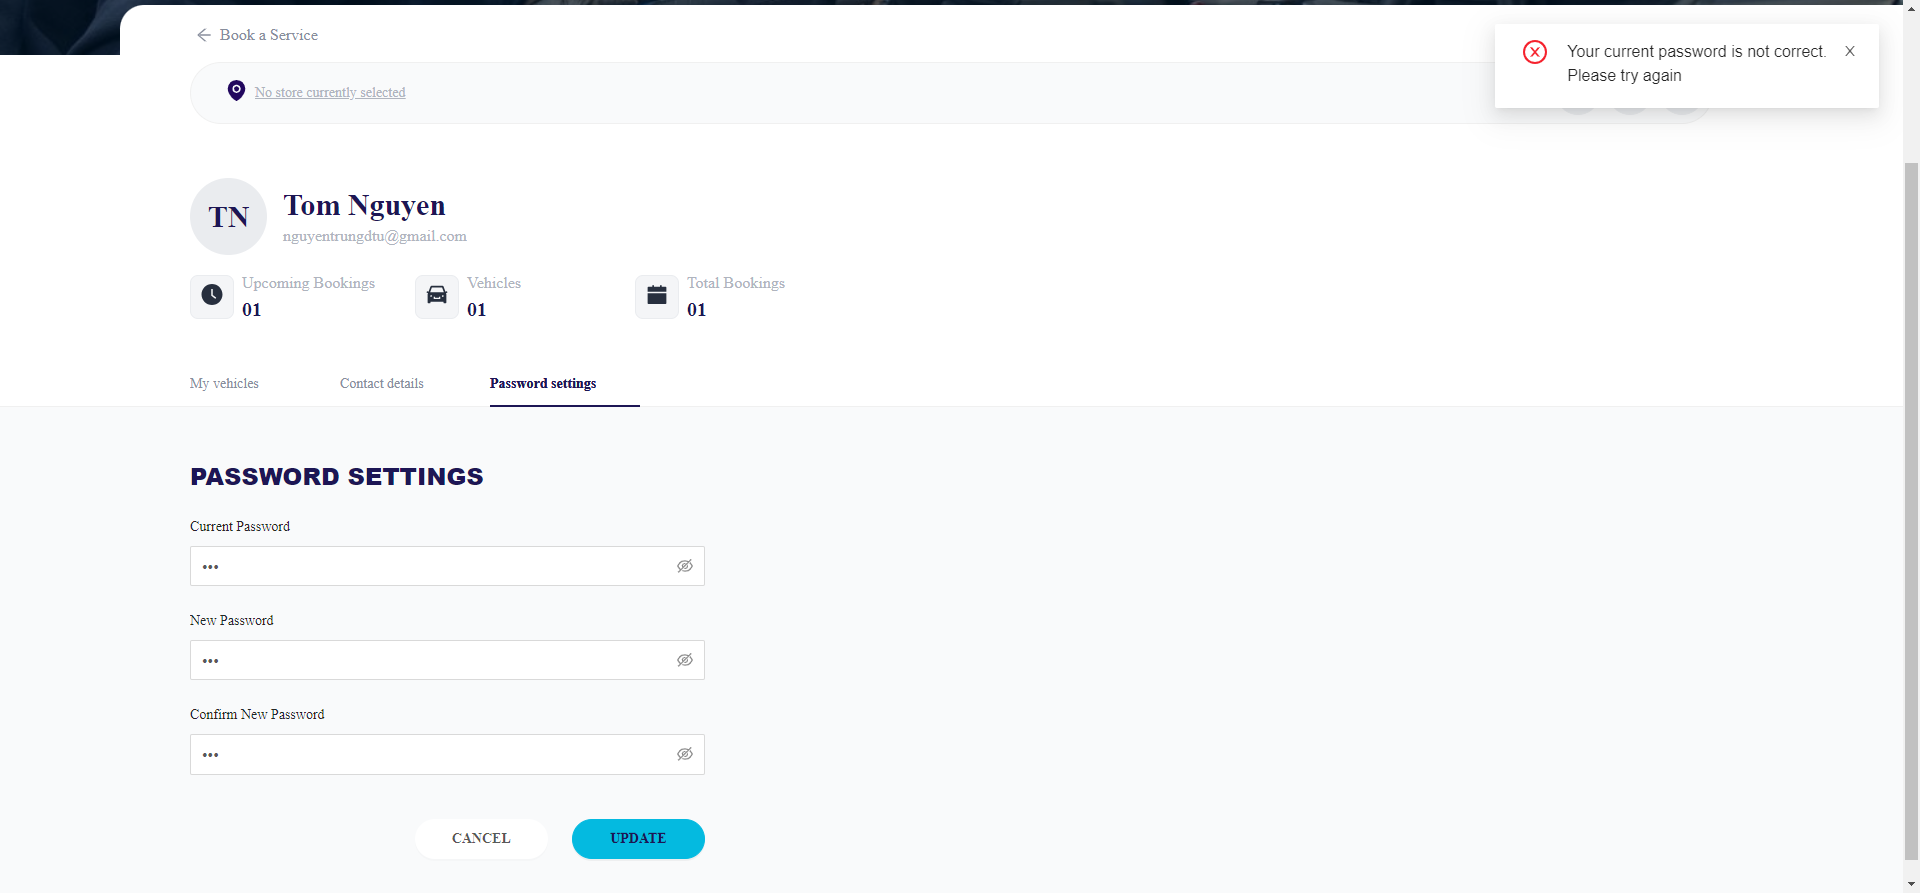 Book a Service
Your current password is not correct.
Please try again
No store currently selected
TN
Tom Nguyen
nguyentrungdtu@gmail.com
Upcoming Bookings
01
Vehicles
01
Total Bookings
01
My vehicles
Contact details
Password settings
PASSWORD SETTINGS
Current Password
•••
New Password
•••
Confirm New Password
•••
CANCEL
UPDATE